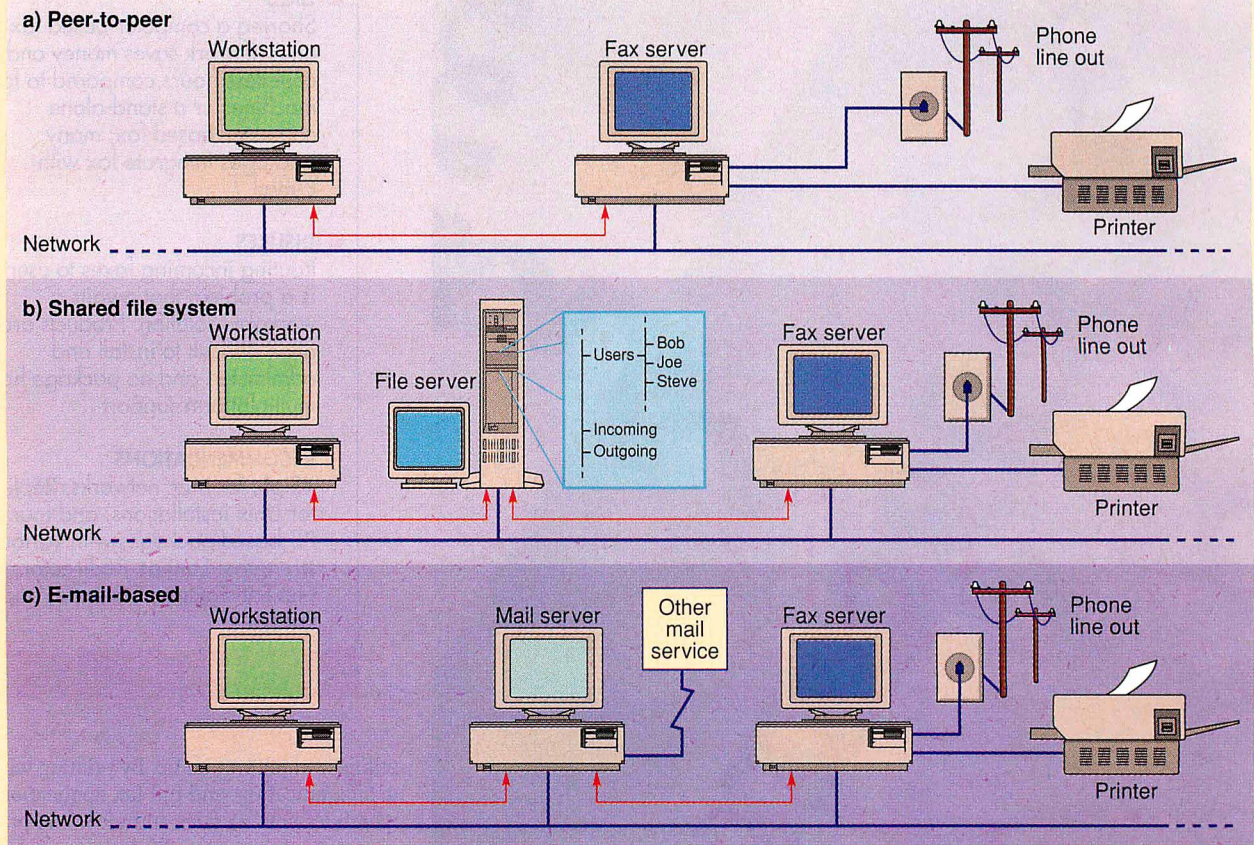 a) Peer-to-peer
Workstation
Fax server
Phone
line out
Printer
Network
b) Shared file system
Workstation
File server
Users
Bob
Joe
Steve
Incoming
Outgoing
Fax server
Phone
line out
Printer
Network
c) E-mail-based
Workstation
Mail server
Other
mail
service
Fax server
Phone
line out
Printer
Network